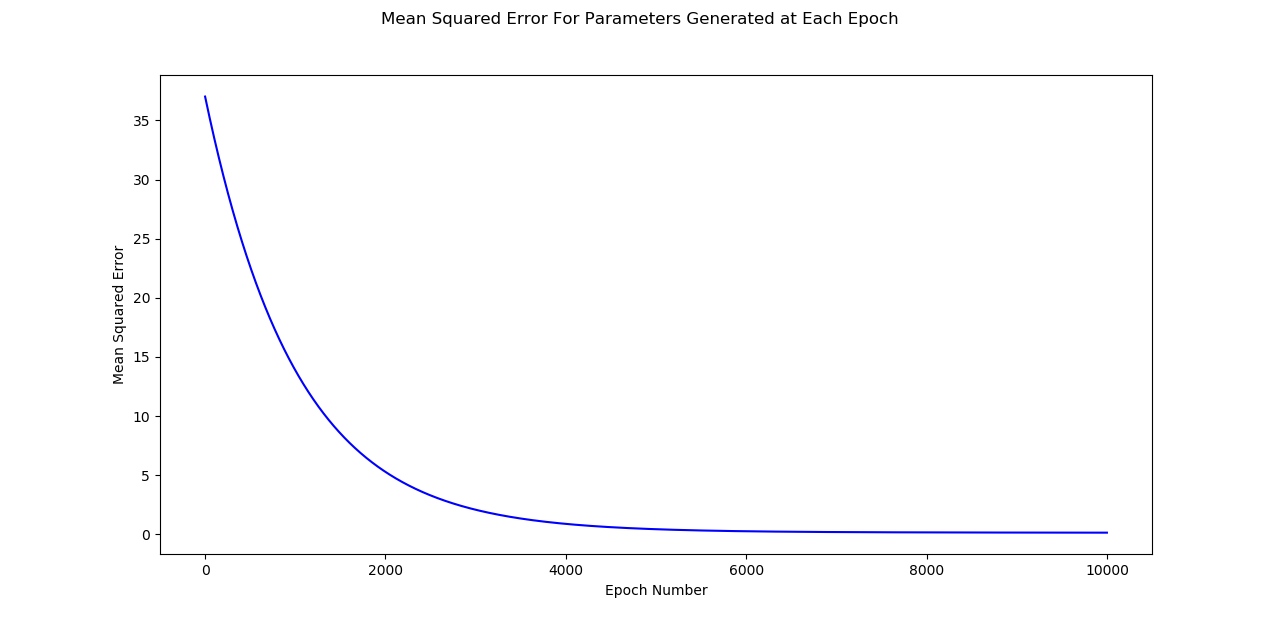 Mean Squared Error For Parameters Generated at Each Epoch
35
30
25
20
15
10
5
0
Mean Squared Error
0 2000 4000 6000 8000 10000
Epoch Number